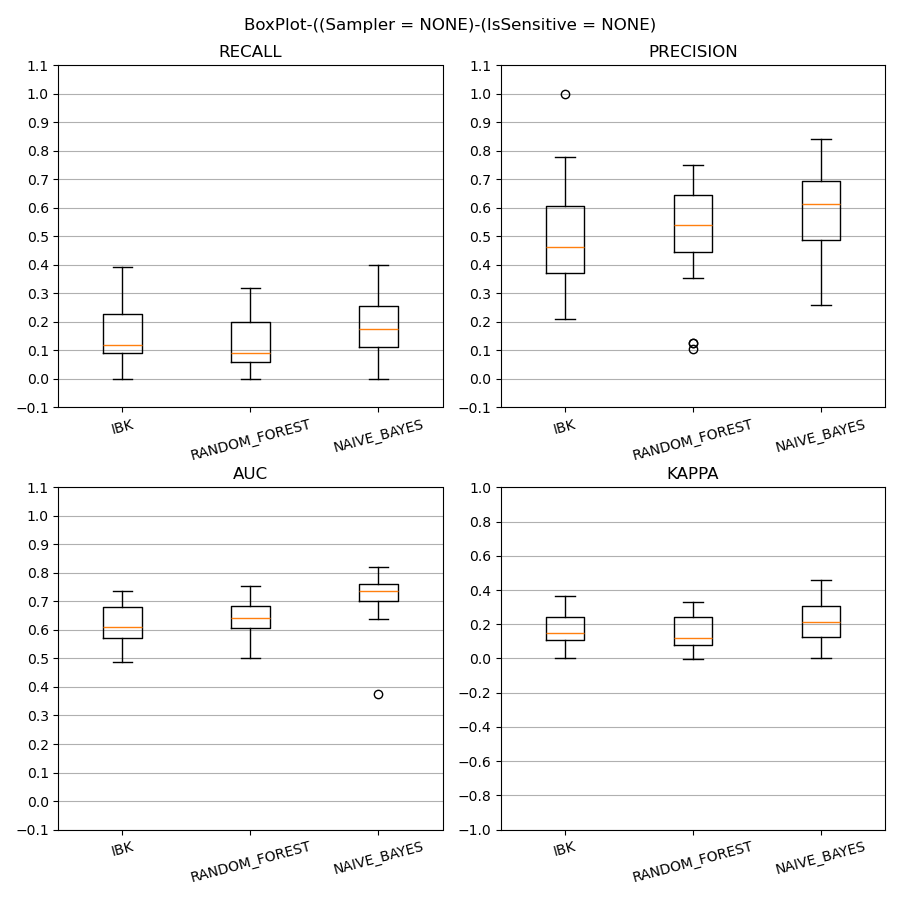 BoxPlot-((Sampler = NONE)-(IsSensitive = NONE)
RECALL
1.1
1.0
0.9
0.8
0.7
0.6
0.5
0.4
0.3
0.2
0.1
0.0
−0.1
IBK
RANDOM_FOREST
NAIVE_BAYES
PRECISION
1.1
1.0
0.9
0.8
0.7
0.6
0.5
0.4
0.3
0.2
0.1
0.0
−0.1
IBK
RANDOM_FOREST
NAIVE_BAYES
AUC
1.1
1.0
0.9
0.8
0.7
0.6
0.5
0.4
0.3
0.2
0.1
0.0
−0.1
IBK
RANDOM_FOREST
NAIVE_BAYES
KAPPA
1.0
0.8
0.6
0.4
0.2
0.0
−0.2
−0.4
−0.6
−0.8
−1.0
IBK
RANDOM_FOREST
NAIVE_BAYES